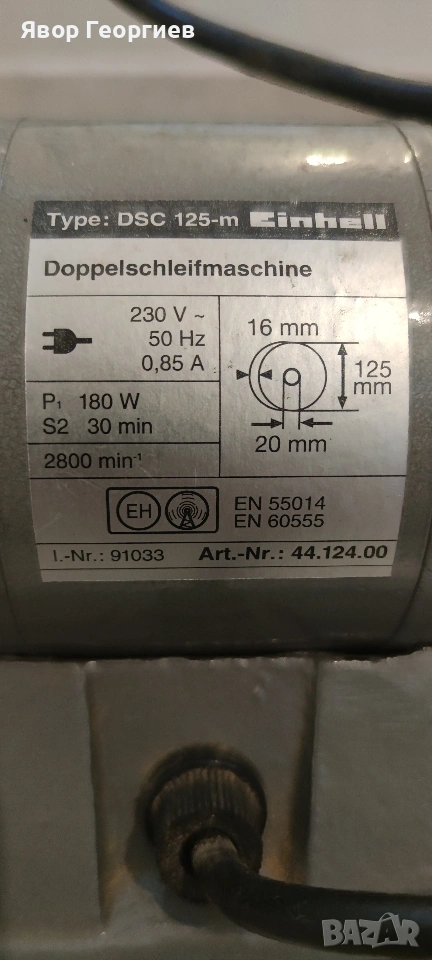 Явор Георгиев
Type: DSC 125-m Einhell
Doppelschleifmaschine
230 V ~
50 Hz
0,85 A
P₁ 180 W
S2 30 min
2800 min⁻¹
16 mm
125
mm
20 mm
EH
EN 55014
EN 60555
I.-Nr.: 91033 Art.-Nr.: 44.124.00
BAZAR